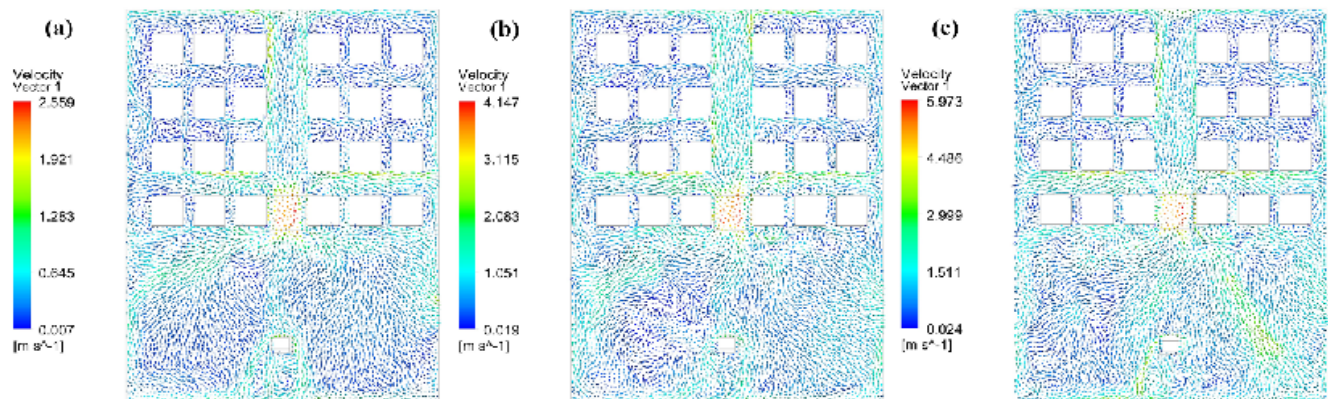 (a)
Velocity
Vector 1
2.559
1.921
1.283
0.645
0.007
[m s^-1]
(b)
Velocity
Vector 1
4.147
3.115
2.083
1.051
0.019
[m s^-1]
(c)
Velocity
Vector 1
5.973
4.486
2.999
1.511
0.024
[m s^-1]